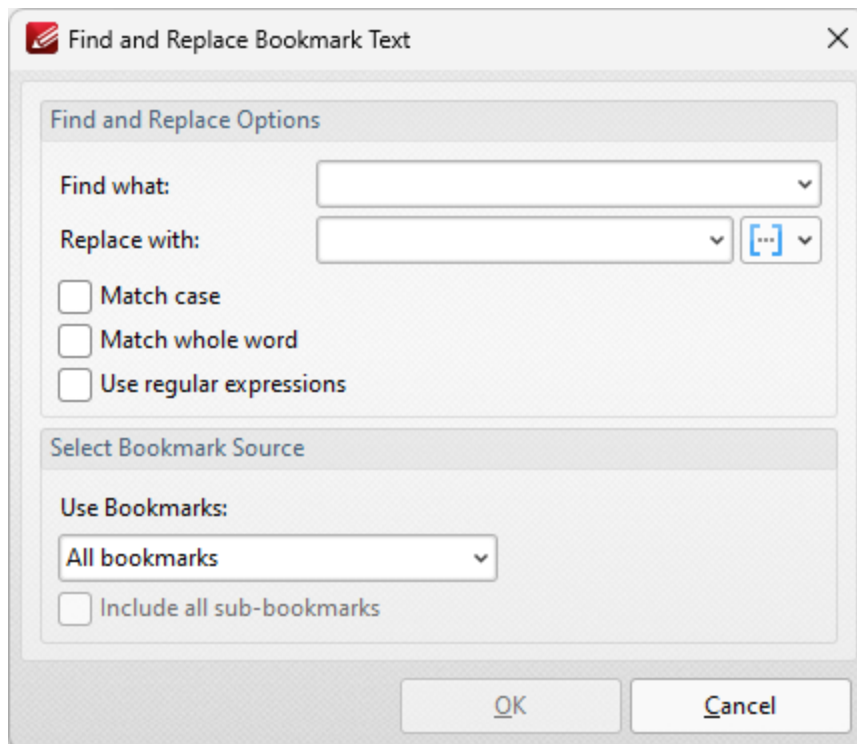 Find and Replace Bookmark Text
Find and Replace Options
Find what:
Replace with:
Match case
Match whole word
Use regular expressions
Select Bookmark Source
Use Bookmarks:
All bookmarks
Include all sub-bookmarks
OK Cancel